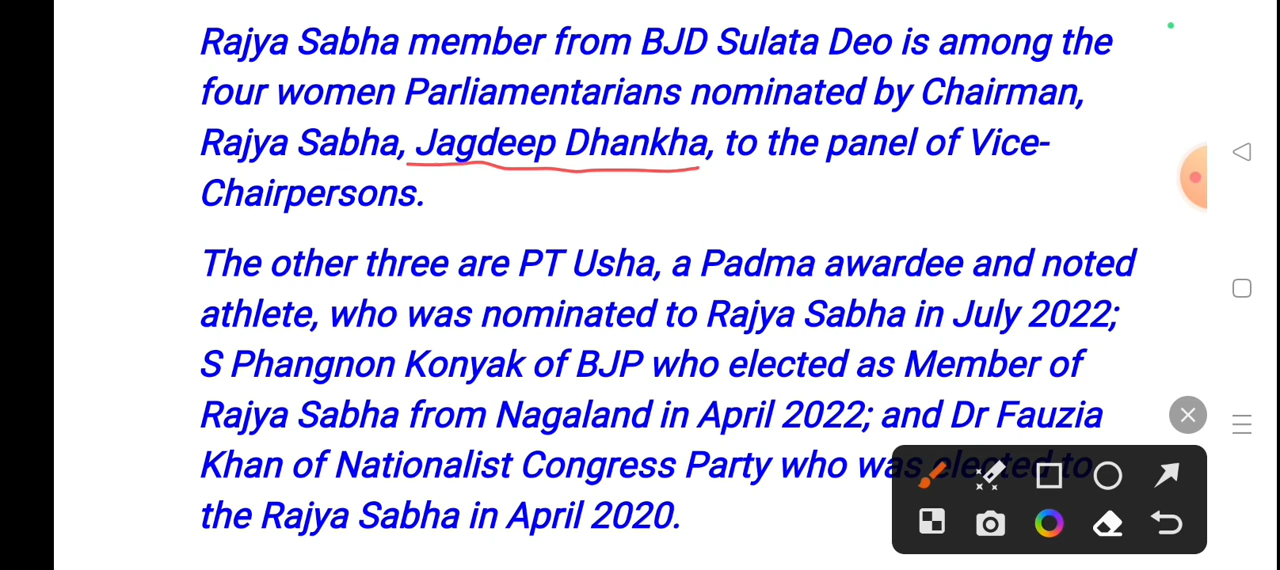 Rajya Sabha member from BJD Sulata Deo is among the
four women Parliamentarians nominated by Chairman,
Rajya Sabha, Jagdeep Dhankha, to the panel of Vice-
Chairpersons.
The other three are PT Usha, a Padma awardee and noted
athlete, who was nominated to Rajya Sabha in July 2022;
S Phangnon Konyak of BJP who elected as Member of
Rajya Sabha from Nagaland in April 2022; and Dr Fauzia
Khan of Nationalist Congress Party who was elected to
the Rajya Sabha in April 2020.